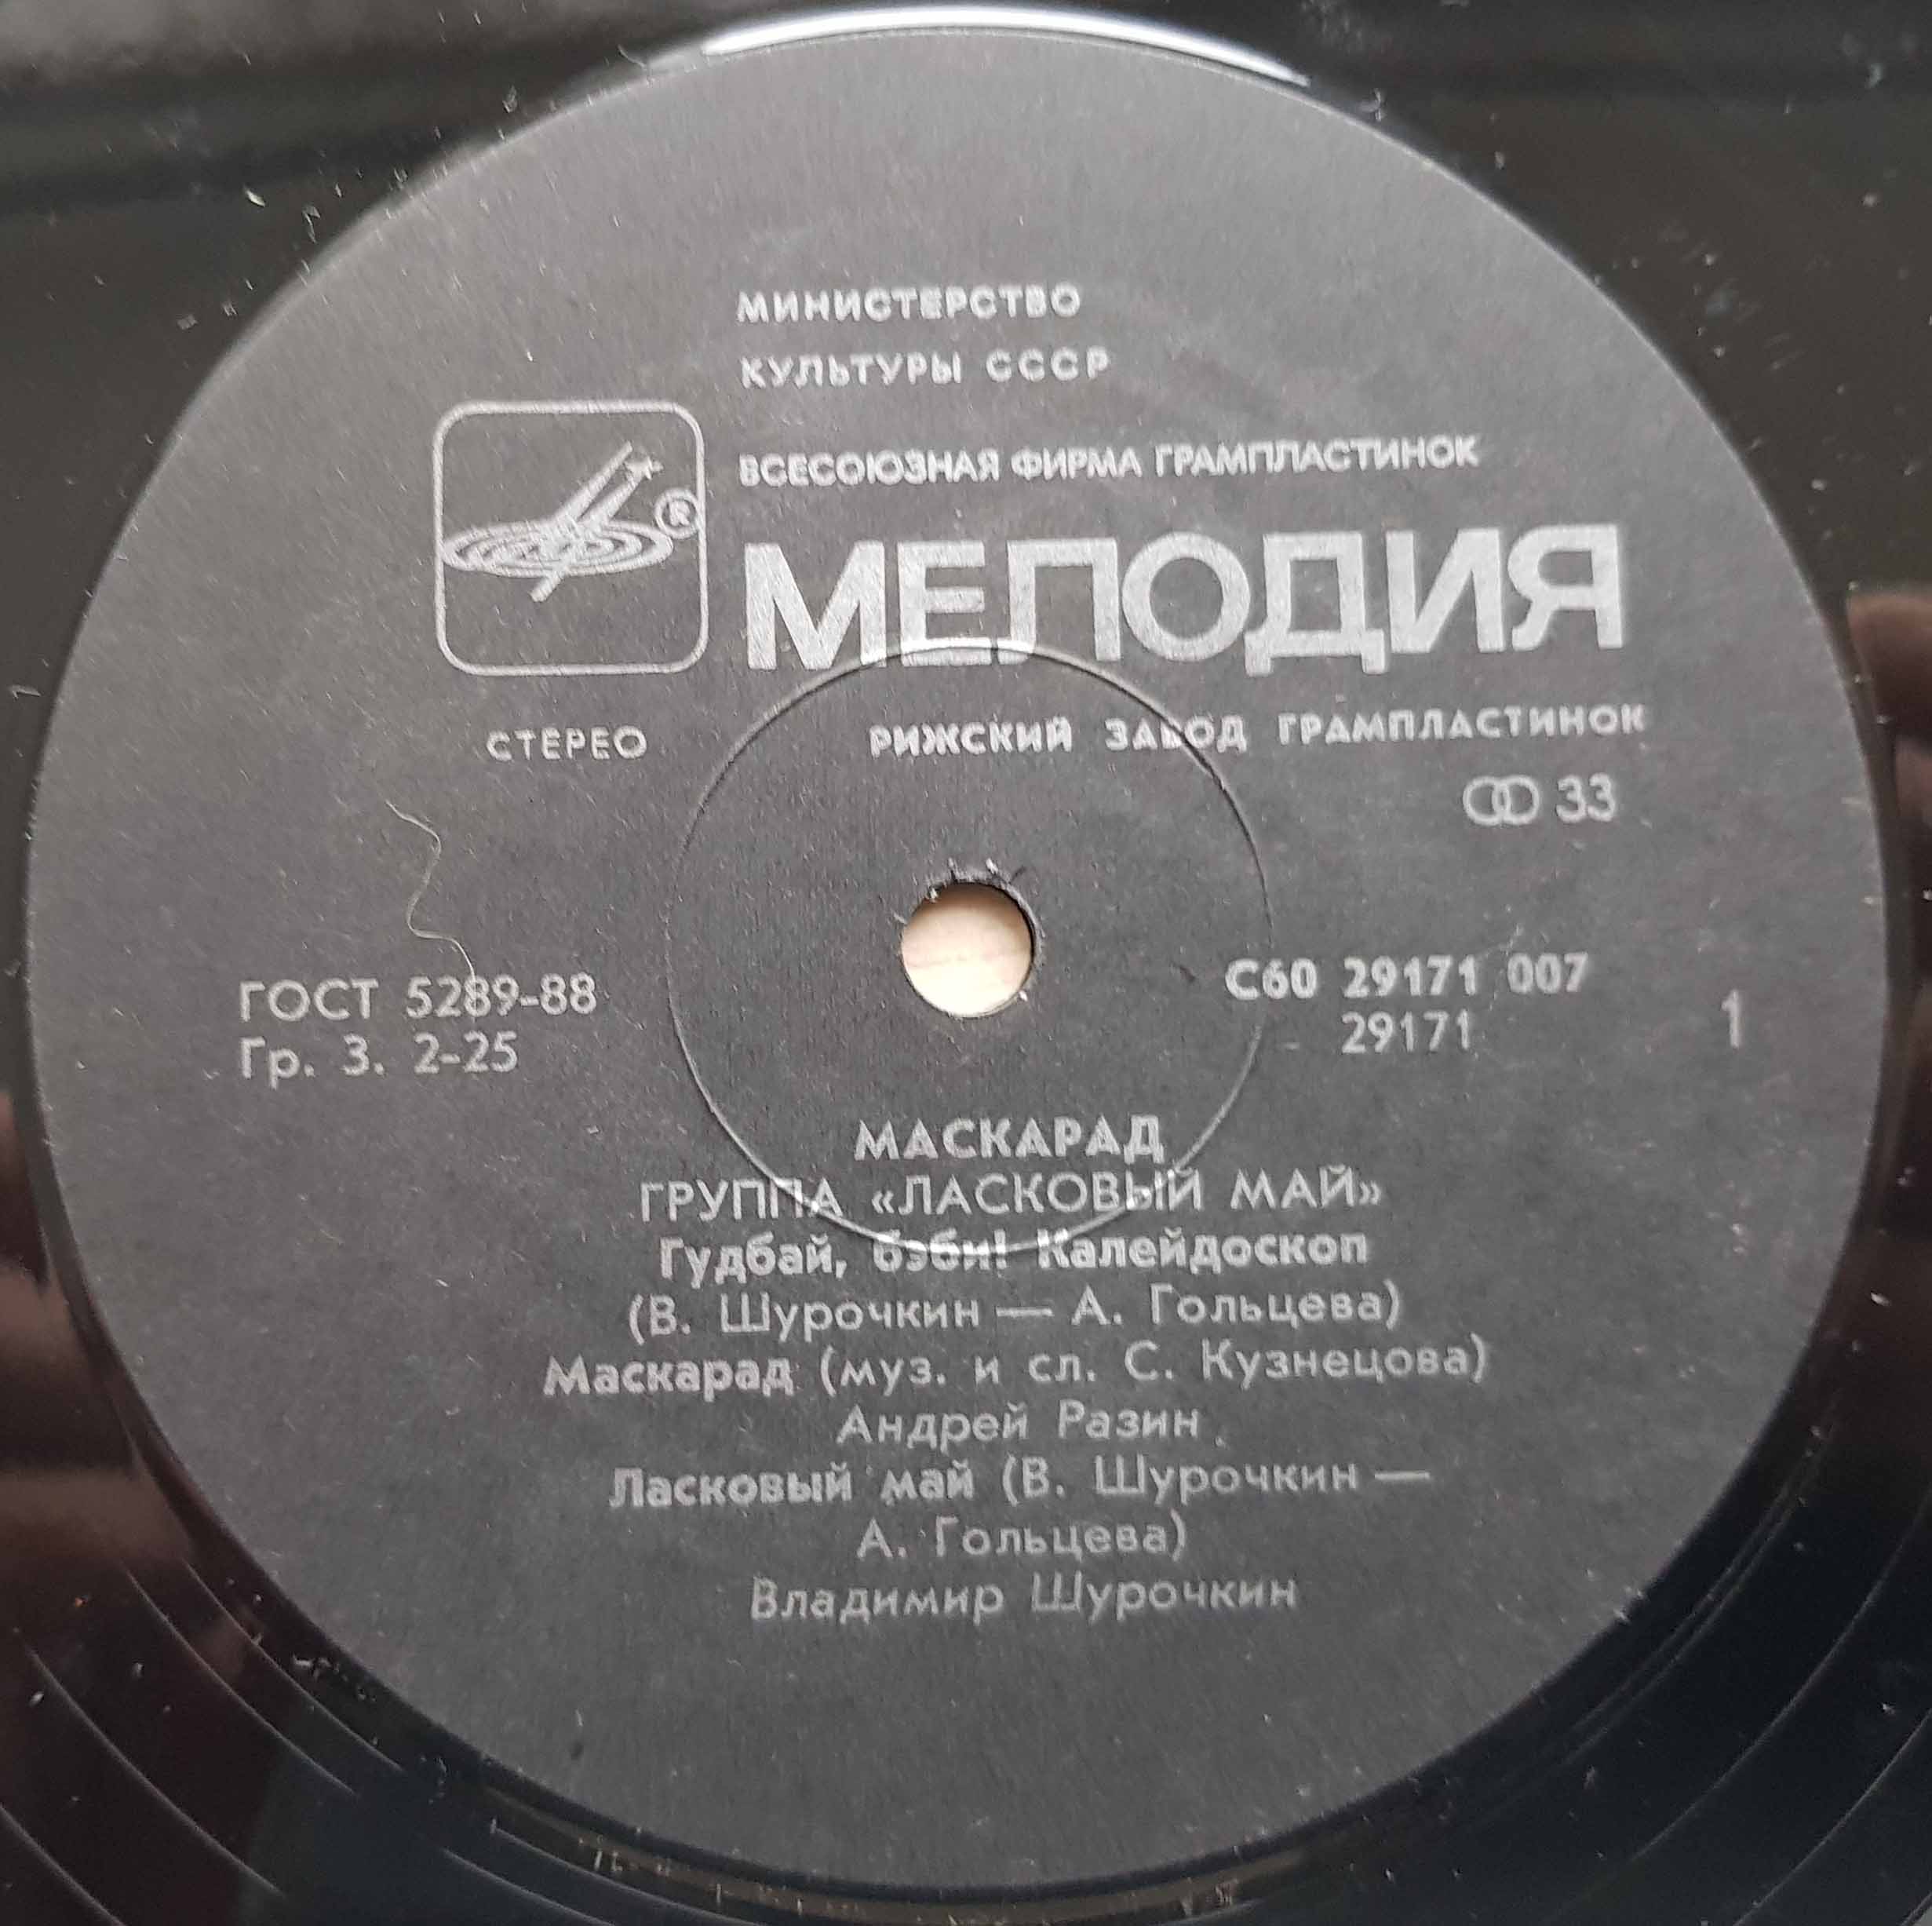 МИНИСТЕРСТВО
КУЛЬТУРЫ СССР
ВСЕСОЮЗНАЯ ФИРМА ГРАМПЛАСТИНОК
®
МЕЛОДИЯ
СТЕРЕО
РИЖСКИЙ ЗАВОД ГРАМПЛАСТИНОК
33
ГОСТ 5289-88
Гр. 3. 2-25
С60 29171 007
29171
1
МАСКАРАД
ГРУППА «ЛАСКОВЫЙ МАЙ»
Гудбай, бэби! Калейдоскоп
(В. Шурочкин — А. Гольцева)
Маскарад (муз. и сл. С. Кузнецова)
Андрей Разин
Ласковый май (В. Шурочкин —
А. Гольцева)
Владимир Шурочкин